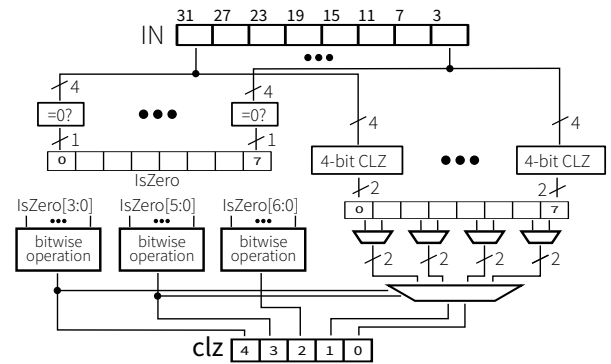 31 27 23 19 15 11 7 3
IN
4 4
=0? =0? 4 4
1 1
0 7 4-bit CLZ 4-bit CLZ
IsZero 2 2
0 7
IsZero[3:0] IsZero[5:0] IsZero[6:0]
bitwise operation bitwise operation bitwise operation
2 2 2 2
clz 4 3 2 1 0